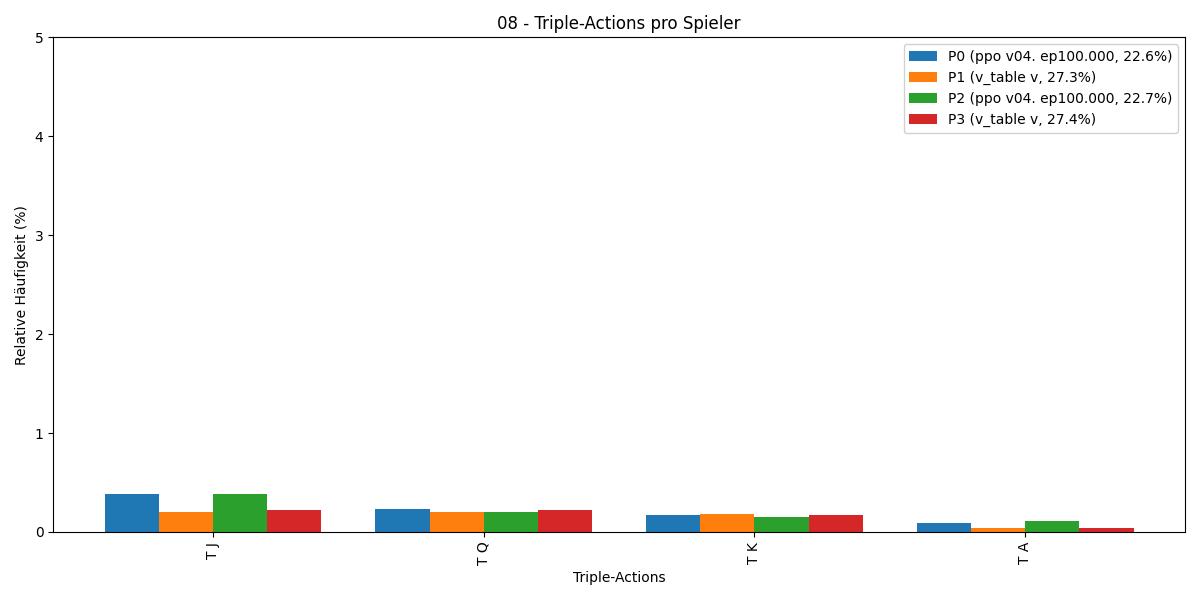 08 - Triple-Actions pro Spieler
P0 (ppo v04. ep100.000, 22.6%)
P1 (v_table v, 27.3%)
P2 (ppo v04. ep100.000, 22.7%)
P3 (v_table v, 27.4%)
Relative Häufigkeit (%)
5
4
3
2
1
0
T J
T Q
T K
T A
Triple-Actions